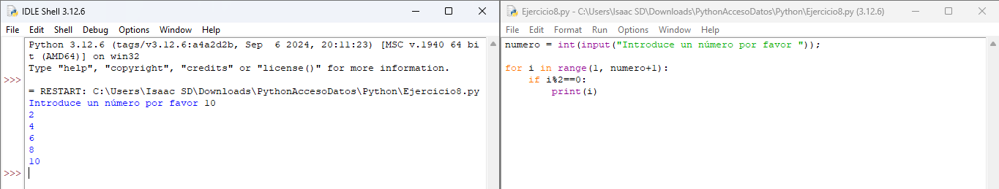 IDLE Shell 3.12.6
File Edit Shell Debug Options Window Help
Python 3.12.6 (tags/v3.12.6:a4a2d2b, Sep  6 2024, 20:11:23) [MSC v.1940 64 bi
t (AMD64)] on win32
Type "help", "copyright", "credits" or "license()" for more information.
>>>
= RESTART: C:\Users\Isaac SD\Downloads\PythonAccesoDatos\Python\Ejercicio8.py
Introduce un número por favor 10
2
4
6
8
10
>>>
Ejercicio8.py - C:\Users\Isaac SD\Downloads\PythonAccesoDatos\Python\Ejercicio8.py (3.12.6)
File Edit Format Run Options Window Help
numero = int(input("Introduce un número por favor "));
for i in range(1, numero+1):
    if i%2==0:
        print(i)